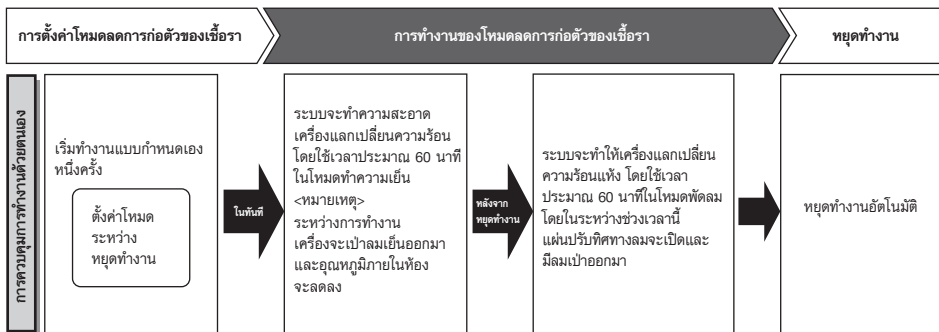 การตั้งค่าโหมดลดการก่อตัวของเชื้อรา
การทำงานของโหมดลดการก่อตัวของเชื้อรา
หยุดทำงาน
การควบคุมการทำงานด้วยตนเอง
เริ่มทำงานแบบกำหนดเอง
หนึ่งครั้ง
ตั้งค่าโหมด
ระหว่าง
หยุดทำงาน
ในทันที
ระบบจะทำความสะอาด
เครื่องแลกเปลี่ยนความร้อน
โดยใช้เวลาประมาณ 60 นาที
ในโหมดทำความเย็น
<หมายเหตุ>
ระหว่างการทำงาน
เครื่องจะเป่าลมเย็นออกมา
และอุณหภูมิภายในห้อง
จะลดลง
หลังจาก
หยุดทำงาน
ระบบจะทำให้เครื่องแลกเปลี่ยน
ความร้อนแห้ง โดยใช้เวลา
ประมาณ 60 นาทีในโหมดพัดลม
โดยในระหว่างช่วงเวลานี้
แผ่นปรับทิศทางลมจะเปิดและ
มีลมเป่าออกมา
หยุดทำงานอัตโนมัติ